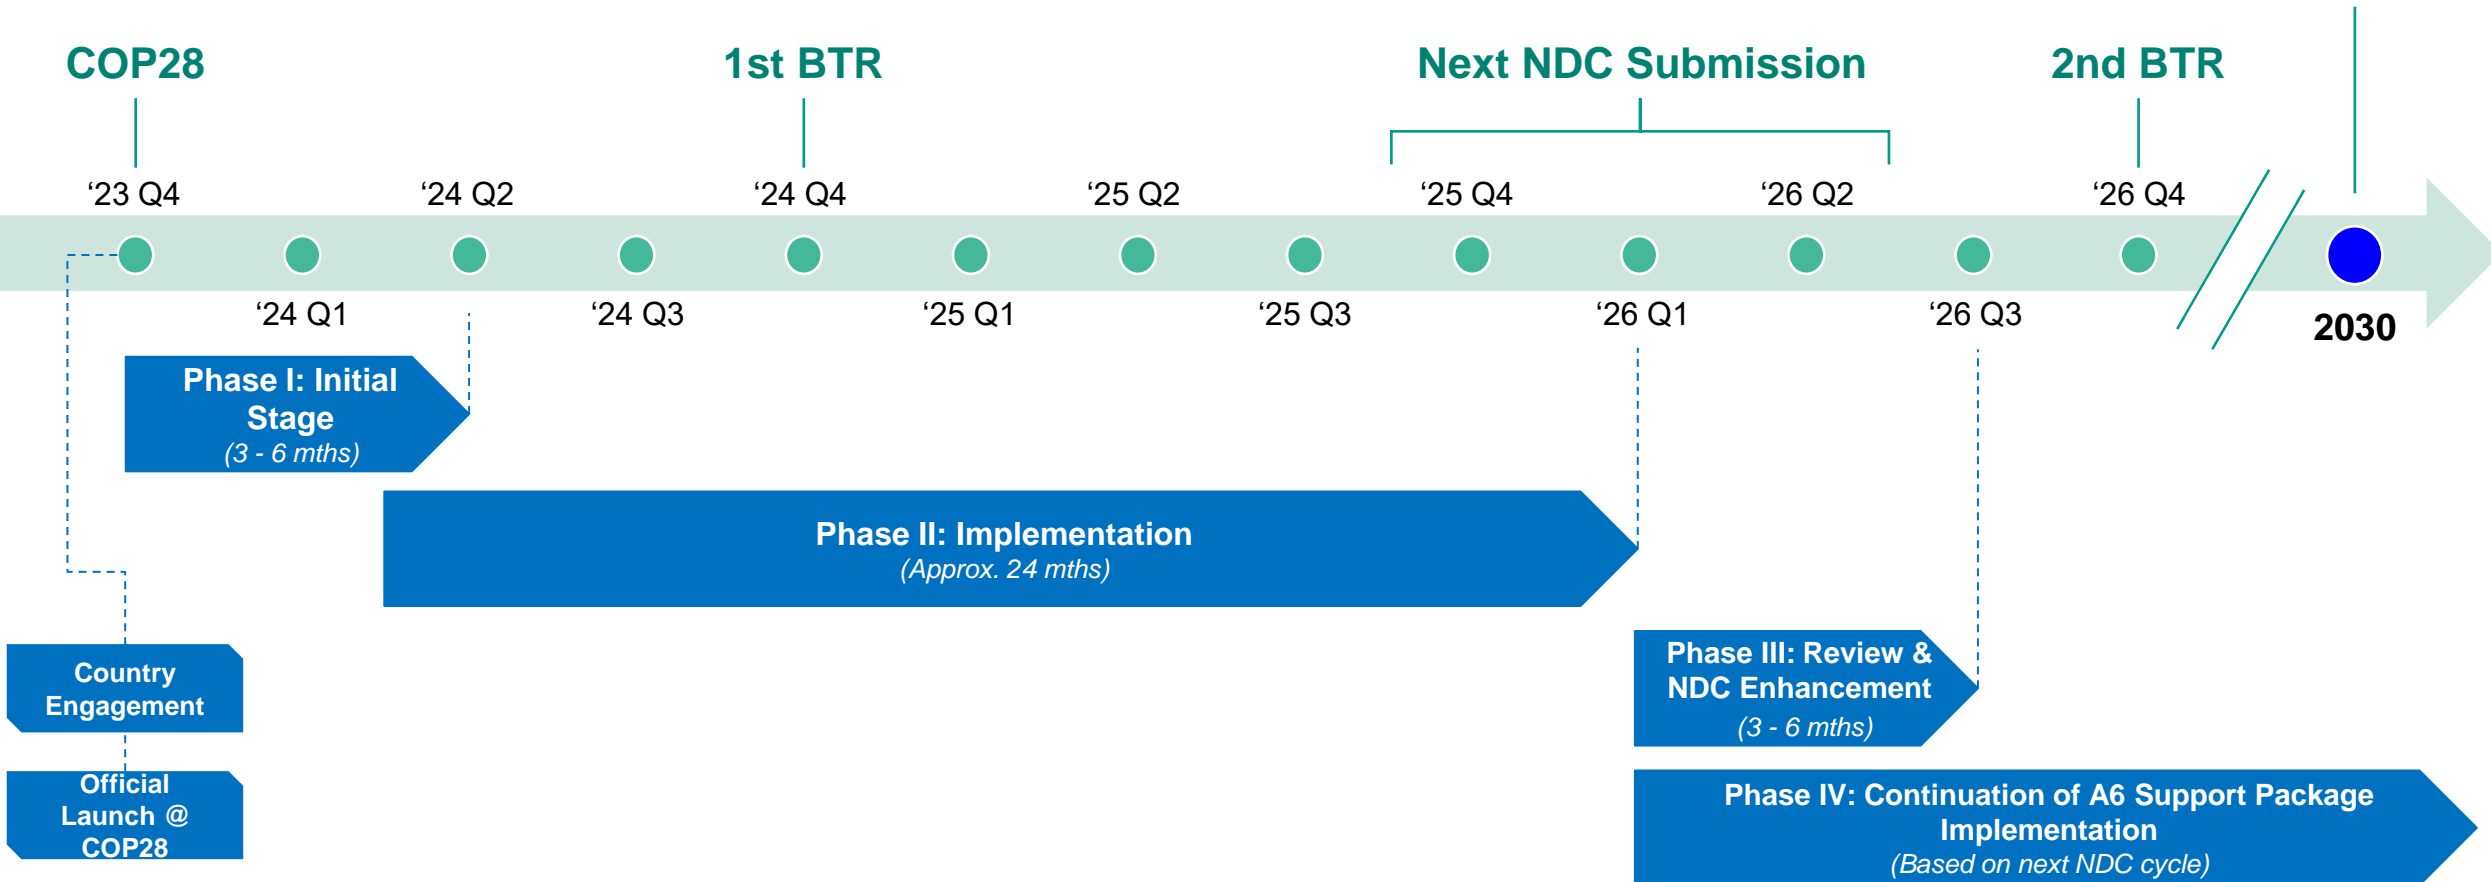 COP28
1st BTR
Next NDC Submission
2nd BTR
‘23 Q4
‘24 Q2
‘24 Q4
‘25 Q2
‘25 Q4
‘26 Q2
‘26 Q4
‘24 Q1
‘24 Q3
‘25 Q1
‘25 Q3
‘26 Q1
‘26 Q3
2030
Phase I: Initial
Stage
(3 - 6 mths)
Phase II: Implementation
(Approx. 24 mths)
Country
Engagement
Phase III: Review &
NDC Enhancement
(3 - 6 mths)
Official
Launch @
COP28
Phase IV: Continuation of A6 Support Package
Implementation
(Based on next NDC cycle)